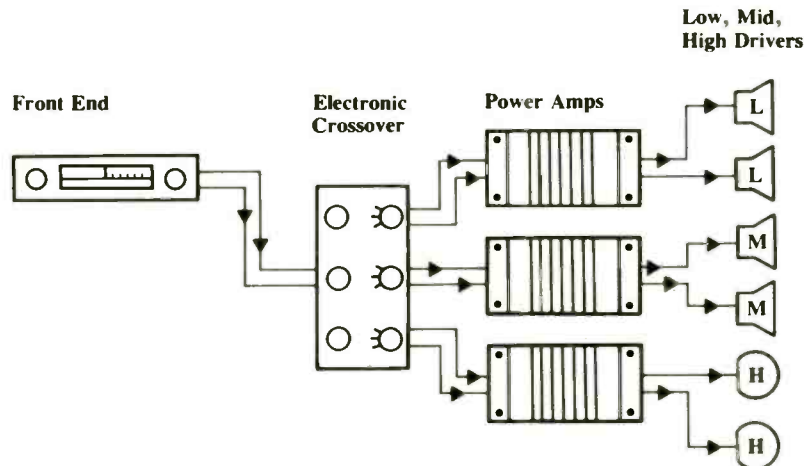 Low, Mid,
High Drivers
Front End
Electronic
Crossover
Power Amps
L
L
M
M
H
H